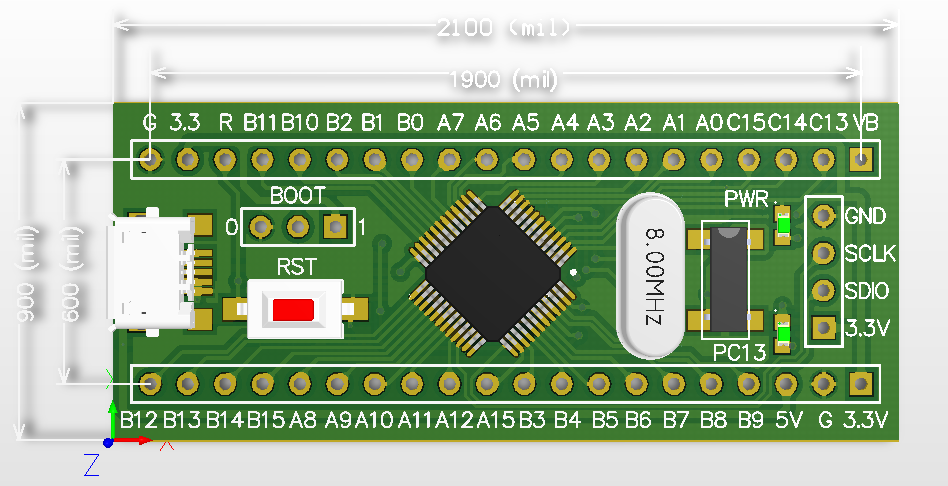 2100 (mil)
1900 (mil)
G 3.3 R B11 B10 B2 B1 B0 A7 A6 A5 A4 A3 A2 A1 A0 C15 C14 C13 VB
900 (mil)
600 (mil)
BOOT
0 1
RST
8.00MHZ
PWR
PC13
GND
SCLK
SDIO
3.3V
B12 B13 B14 B15 A8 A9 A10 A11 A12 A15 B3 B4 B5 B6 B7 B8 B9 5V G 3.3V
Z